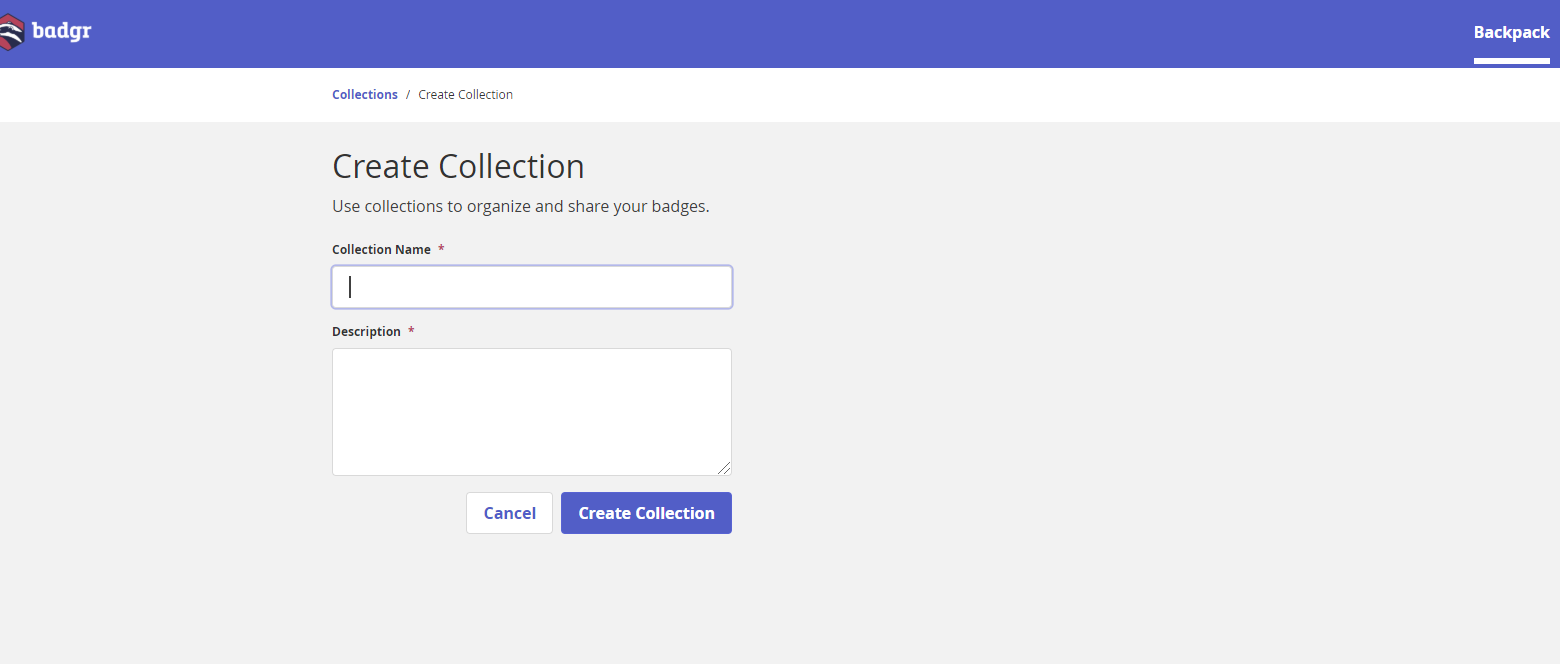 badgr
Backpack
Collections / Create Collection
Create Collection
Use collections to organize and share your badges.
Collection Name *
Description *
Cancel
Create Collection